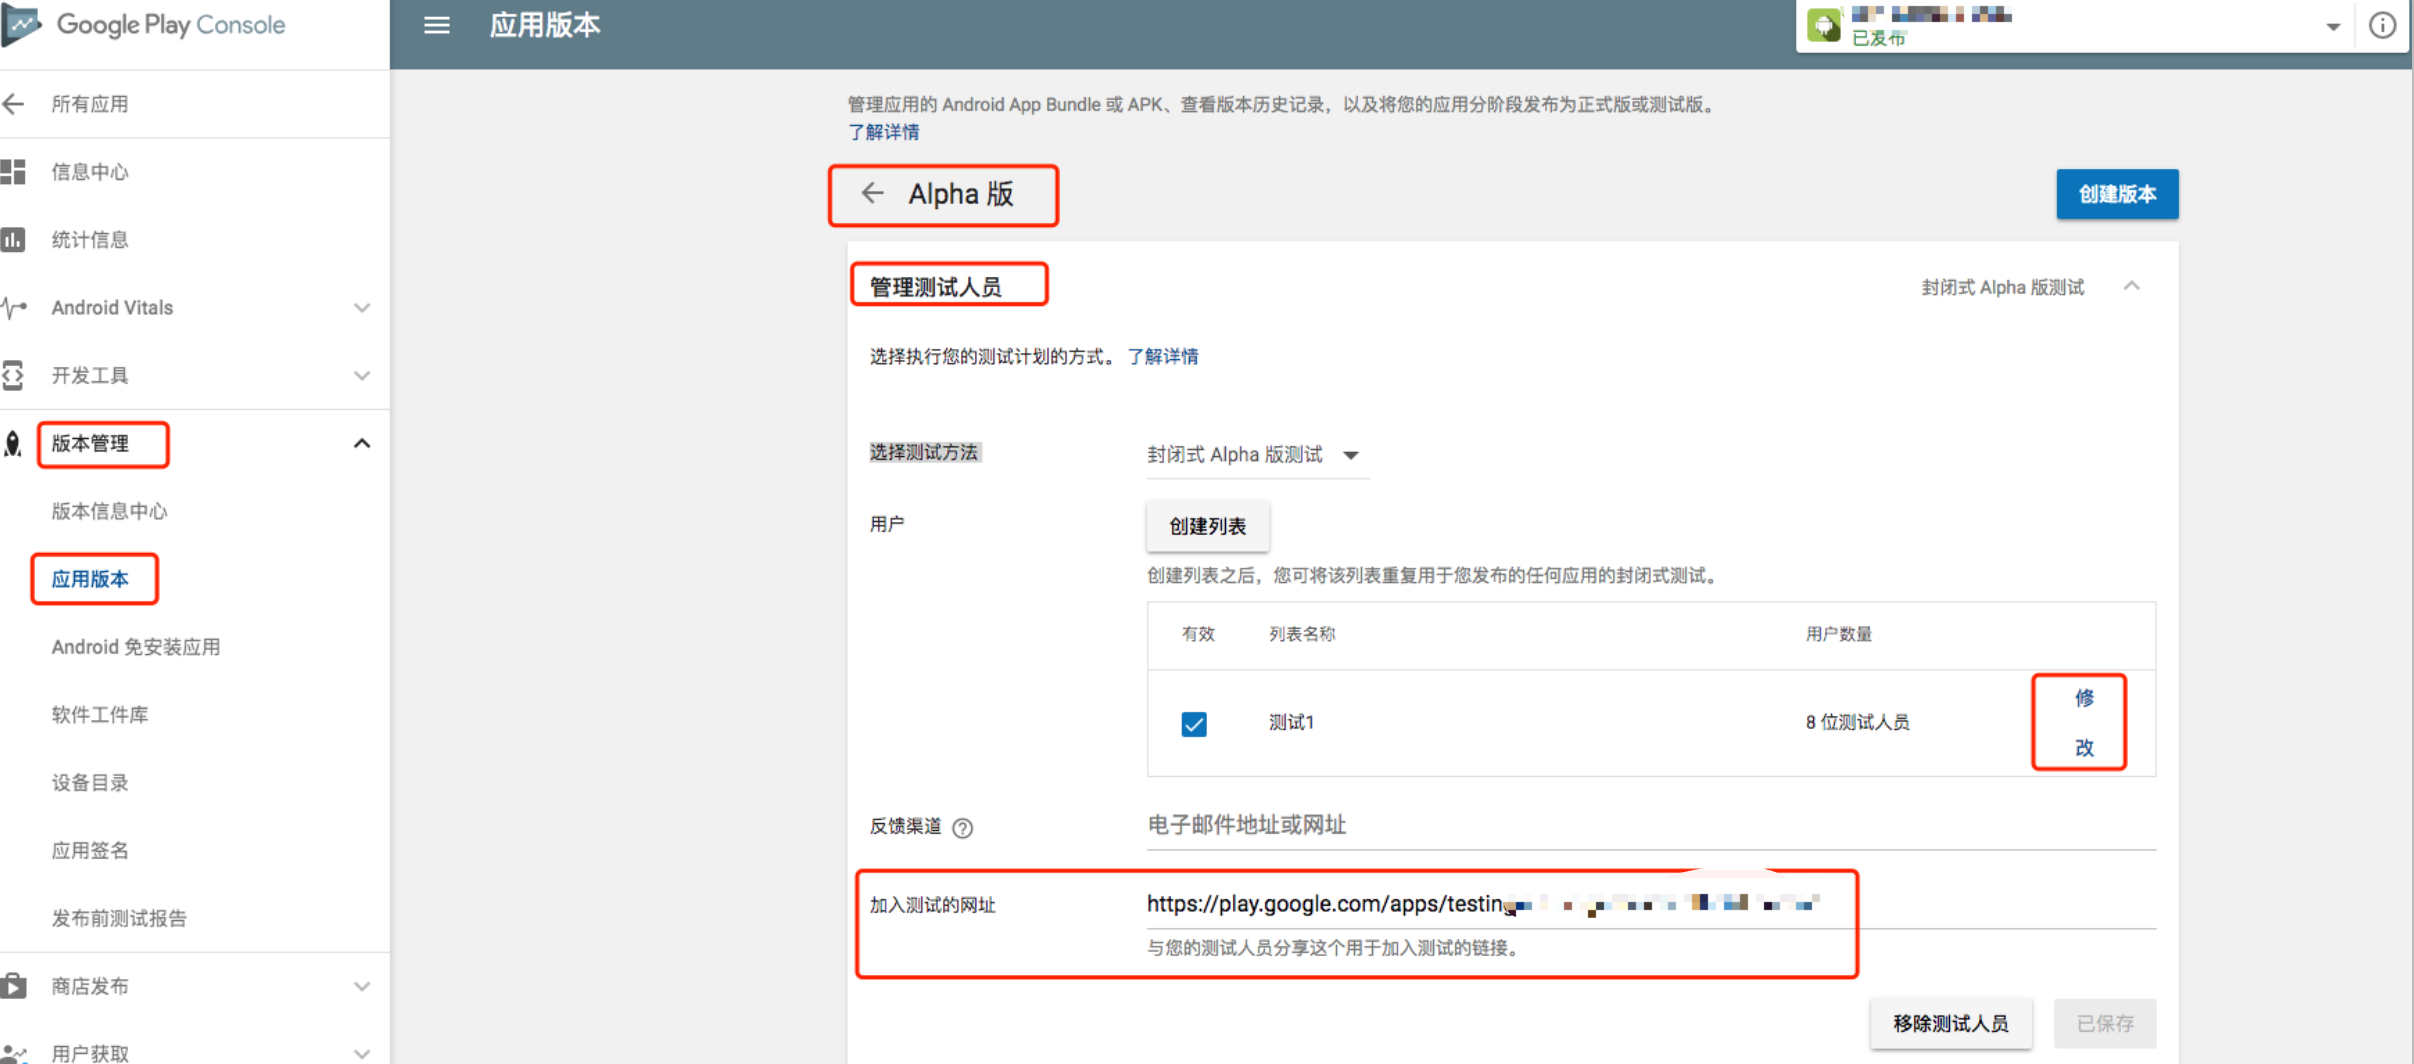 Google Play Console
所有应用
信息中心
统计信息
Android Vitals
开发工具
版本管理
版本信息中心
应用版本
Android 免安装应用
软件工件库
设备目录
应用签名
发布前测试报告
商店发布
用户获取
应用版本
已发布
管理应用的 Android App Bundle 或 APK、查看版本历史记录，以及将您的应用分阶段发布为正式版或测试版。
了解详情
Alpha 版
创建版本
管理测试人员
封闭式 Alpha 版测试
选择执行您的测试计划的方式。 了解详情
选择测试方法
封闭式 Alpha 版测试
用户
创建列表
创建列表之后，您可将该列表重复用于您发布的任何应用的封闭式测试。
有效 列表名称 用户数量
测试1 8 位测试人员 修
改
反馈渠道
电子邮件地址或网址
加入测试的网址
https://play.google.com/apps/testing
与您的测试人员分享这个用于加入测试的链接。
移除测试人员
已保存